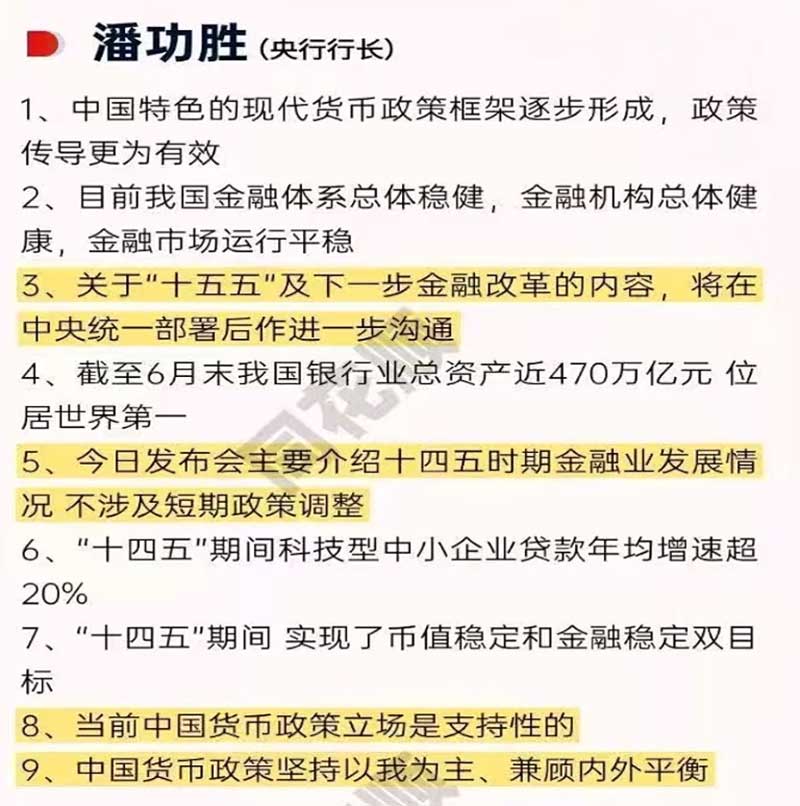 潘功胜(央行行长)
1、中国特色的现代货币政策框架逐步形成，政策
传导更为有效
2、目前我国金融体系总体稳健，金融机构总体健
康，金融市场运行平稳
3、关于“十五五”及下一步金融改革的内容，将在
中央统一部署后作进一步沟通
4、截至6月末我国银行业总资产近470万亿元 位
居世界第一
5、今日发布会主要介绍十四五时期金融业发展情
况 不涉及短期政策调整
6、“十四五”期间科技型中小企业贷款年均增速超
20%
7、“十四五”期间 实现了币值稳定和金融稳定双目
标
8、当前中国货币政策立场是支持性的
9、中国货币政策坚持以我为主、兼顾内外平衡
同花顺